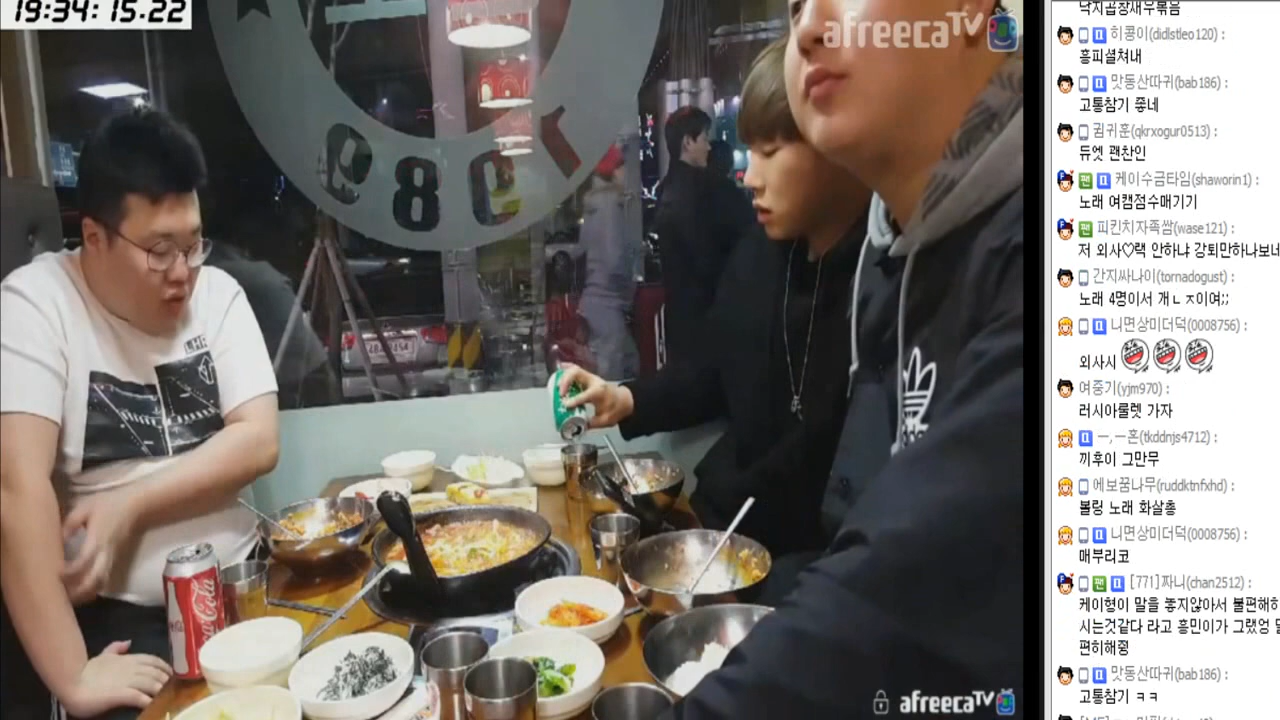 19:34:15.22
afreecaTV
낙지곱창새우볶음
히콩이(didlstleo120) :
흥피셜쳐내
맛동산따귀(bab186) :
고통참기 좋네
김귀훈(qkrxogur0513) :
듀엣 괜찬인
팬 케이수금타임(shaworin1) :
노래 여캠점수매기기
팬 피킨치자족쌈(wase121) :
저 외사♡랙 안하냐 강퇴만하나보네
간지싸나이(tornadogust) :
노래 4명이서 개ㄴㅈ이여;;
니면상미더덕(0008756) :
외사시
여중기(yjm970) :
러시아룰렛 가자
ㅡ,ㅡ혼(tkddnjs4712) :
끼후이 그만무
에보꿈나무(ruddktnfxhd) :
볼링 노래 화살총
니면상미더덕(0008756) :
매부리코
팬 [771]짜니(chan2512) :
케이형이 말을 놓지않아서 불편해하
시는것같다 라고 흥민이가 그랬엉
편히해줭
맛동산따귀(bab186) :
고통참기 ㅋㅋ
Coca-Cola
adidas
afreecaTV